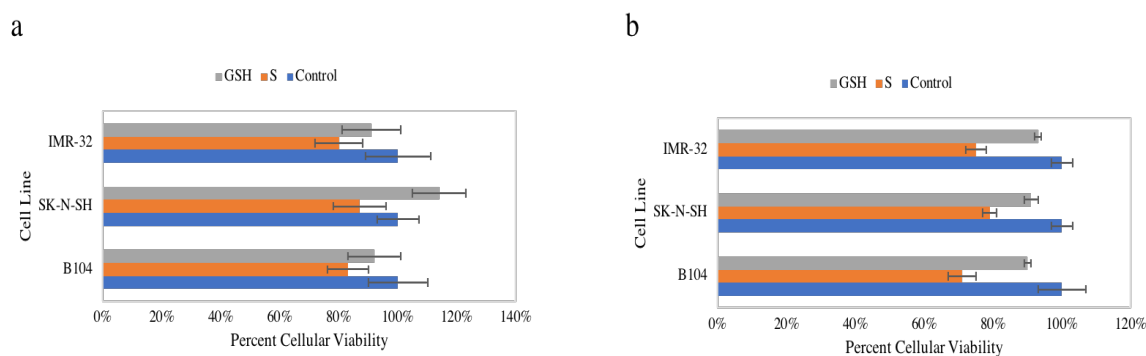 a
GSH S Control
IMR-32
SK-N-SH
B104
Cell Line
0% 20% 40% 60% 80% 100% 120% 140%
Percent Cellular Viability
b
GSH S Control
IMR-32
SK-N-SH
B104
Cell Line
0% 20% 40% 60% 80% 100% 120%
Percent Cellular Viability